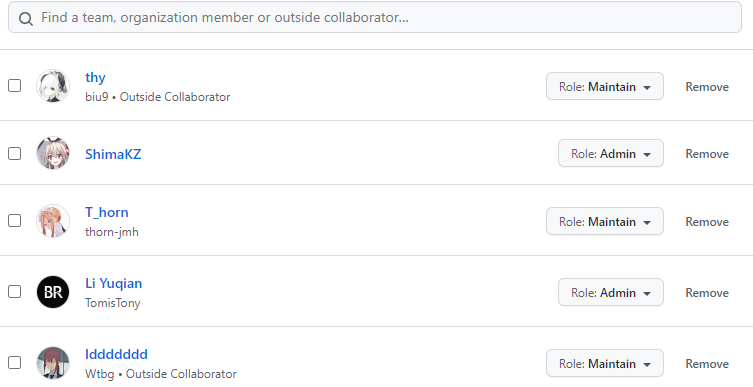 Find a team, organization member or outside collaborator...
thy
biu9 • Outside Collaborator
Role: Maintain
Remove
ShimaKZ
Role: Admin
Remove
T_horn
thorn-jmh
Role: Maintain
Remove
BR
Li Yuqian
TomisTony
Role: Admin
Remove
lddddddd
Wtbg • Outside Collaborator
Role: Maintain
Remove